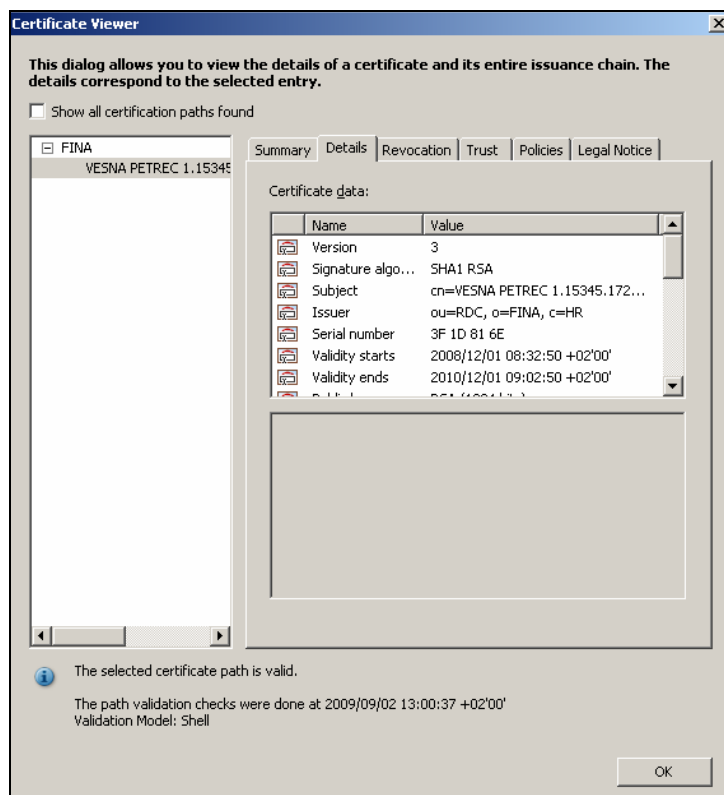 Certificate Viewer
This dialog allows you to view the details of a certificate and its entire issuance chain. The
details correspond to the selected entry.
Show all certification paths found
FINA
VESNA PETREC 1.15345
Summary Details Revocation Trust Policies Legal Notice
Certificate data:
Name Value
Version 3
Signature algo... SHA1 RSA
Subject cn=VESNA PETREC 1.15345.172...
Issuer ou=RDC, o=FINA, c=HR
Serial number 3F 1D 81 6E
Validity starts 2008/12/01 08:32:50 +02'00'
Validity ends 2010/12/01 09:02:50 +02'00'
The selected certificate path is valid.
The path validation checks were done at 2009/09/02 13:00:37 +02'00'
Validation Model: Shell
OK